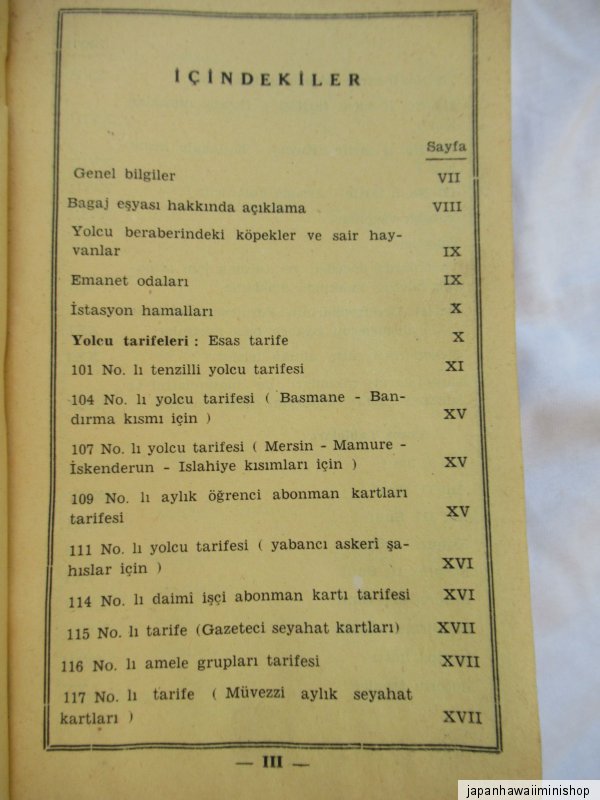 İÇİNDEKİLER
Sayfa
Genel bilgiler VII
Bagaj eşyası hakkında açıklama VIII
Yolcu beraberindeki köpekler ve sair hay-
vanlar IX
Emanet odaları IX
İstasyon hamalları X
Yolcu tarifeleri : Esas tarife X
101 No. lı tenzilli yolcu tarifesi XI
104 No. lı yolcu tarifesi ( Basmane - Ban-
dırma kısmı için ) XV
107 No. lı yolcu tarifesi ( Mersin - Mamure -
İskenderun - Islahiye kısımları için ) XV
109 No. lı aylık öğrenci abonman kartları
tarifesi XV
111 No. lı yolcu tarifesi ( yabancı askerî şa-
hıslar için ) XVI
114 No. lı daimi işçi abonman kartı tarifesi XVI
115 No. lı tarife (Gazeteci seyahat kartları) XVII
116 No. lı amele grupları tarifesi XVII
117 No. lı tarife ( Müvezzi aylık seyahat
kartları ) XVII
— III —
japanhawaiiminishop